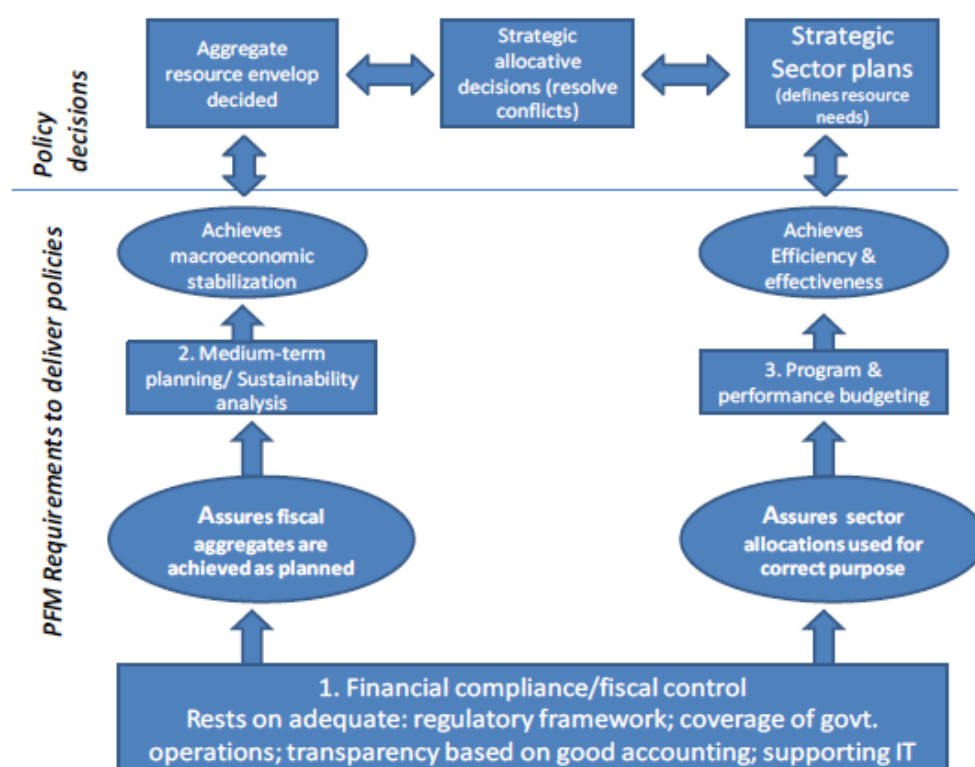 Policy
decisions
Aggregate
resource envelop
decided
Strategic
allocative
decisions (resolve
conflicts)
Strategic
Sector plans
(defines resource
needs)
PFM Requirements to deliver policies
Achieves
macroeconomic
stabilization
Achieves
Efficiency &
effectiveness
2. Medium-term
planning/ Sustainability
analysis
3. Program &
performance budgeting
Assures fiscal
aggregates are
achieved as planned
Assures sector
allocations used for
correct purpose
1. Financial compliance/fiscal control
Rests on adequate: regulatory framework; coverage of govt.
operations; transparency based on good accounting; supporting IT